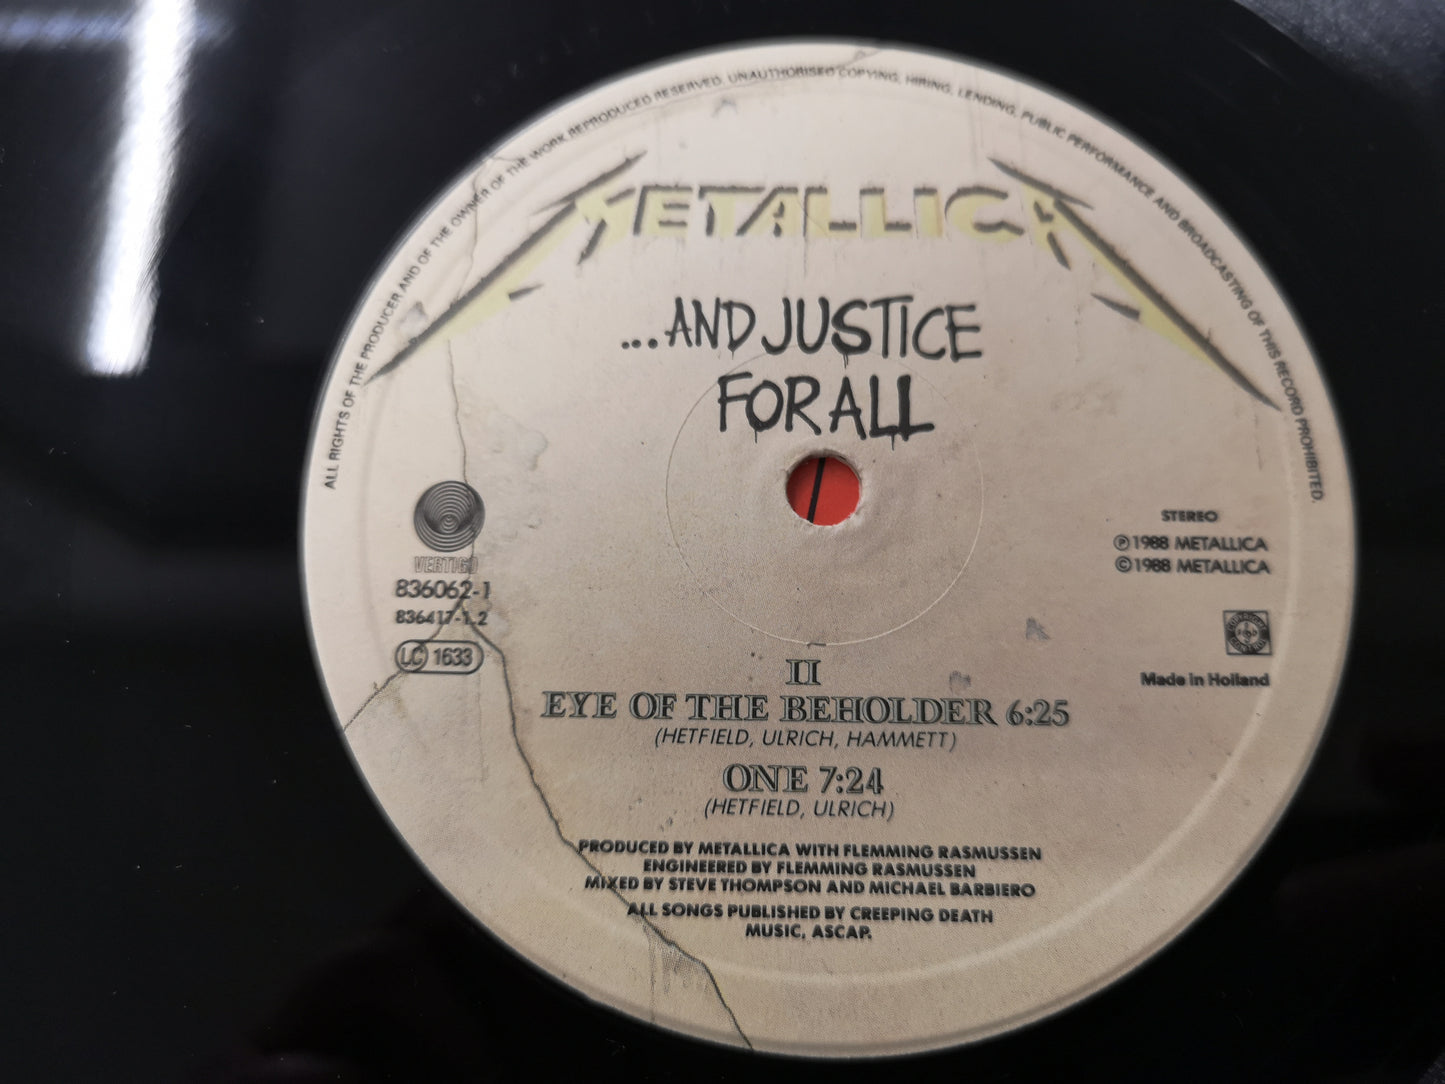 ALL RIGHTS OF THE PRODUCER AND OF THE OWNER OF THE WORK REPRODUCED RESERVED. UNAUTHORISED COPYING, HIRING, LENDING, PUBLIC PERFORMANCE AND BROADCASTING OF THIS RECORD PROHIBITED.
METALLICA
...AND JUSTICE
FOR ALL
VERTIGO
836062-1
836417-1.2
LC 1633
STEREO
℗1988 METALLICA
©1988 METALLICA
Made in Holland
II
EYE OF THE BEHOLDER 6:25
(HETFIELD, ULRICH, HAMMETT)
ONE 7:24
(HETFIELD, ULRICH)
PRODUCED BY METALLICA WITH FLEMMING RASMUSSEN
ENGINEERED BY FLEMMING RASMUSSEN
MIXED BY STEVE THOMPSON AND MICHAEL BARBIERO
ALL SONGS PUBLISHED BY CREEPING DEATH
MUSIC, ASCAP.